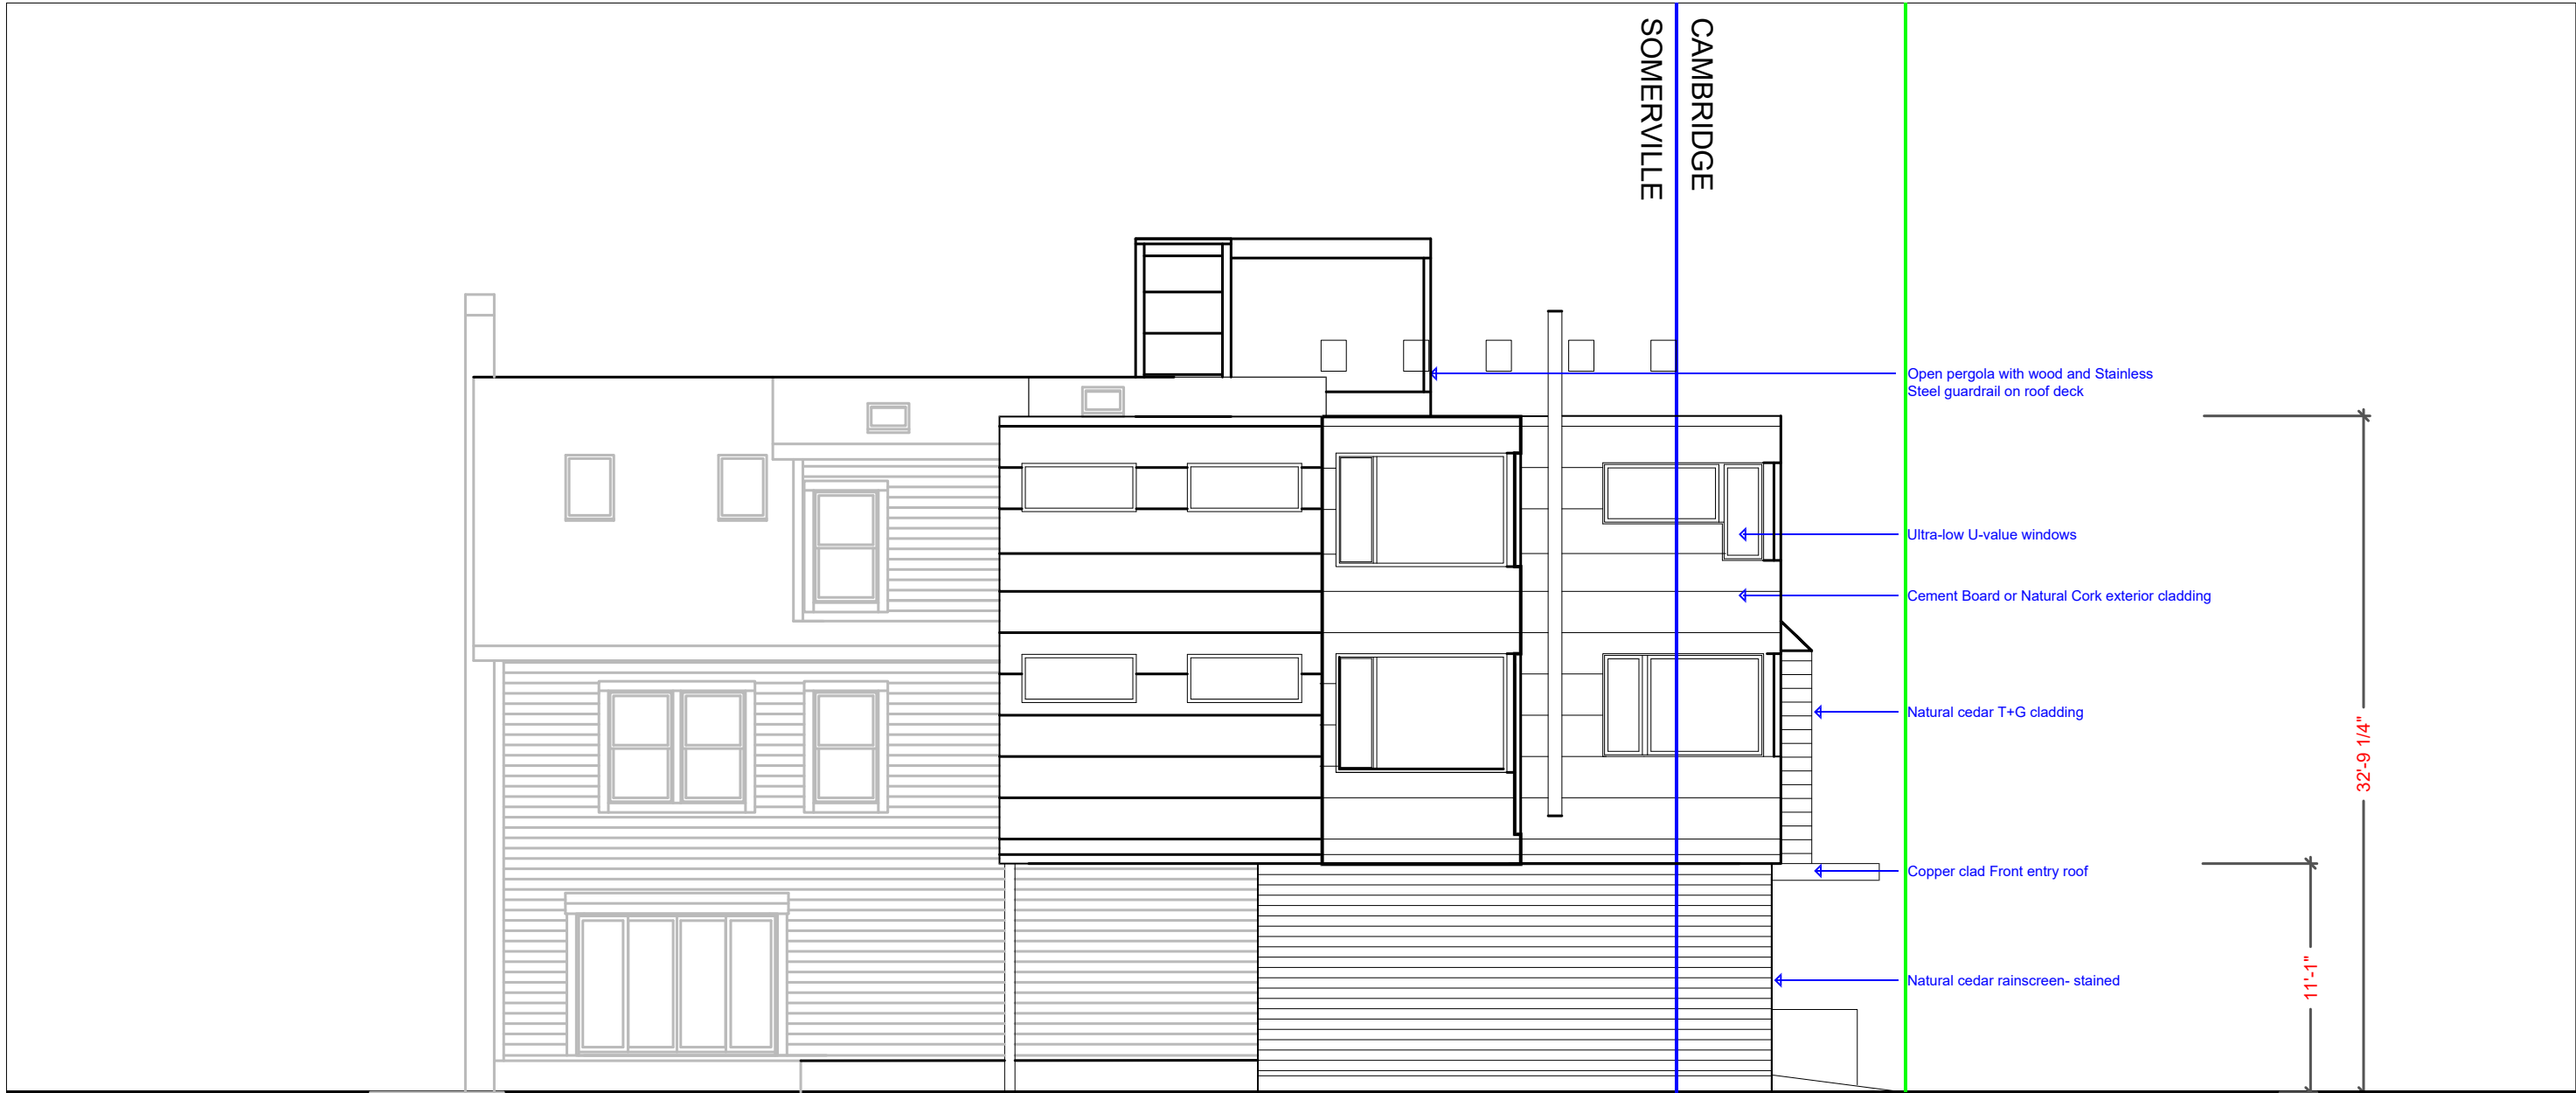 SOMERVILLE
CAMBRIDGE
Open pergola with wood and Stainless
Steel guardrail on roof deck
Ultra-low U-value windows
Cement Board or Natural Cork exterior cladding
Natural cedar T+G cladding
32'-9 1/4"
Copper clad Front entry roof
11'-1"
Natural cedar rainscreen- stained